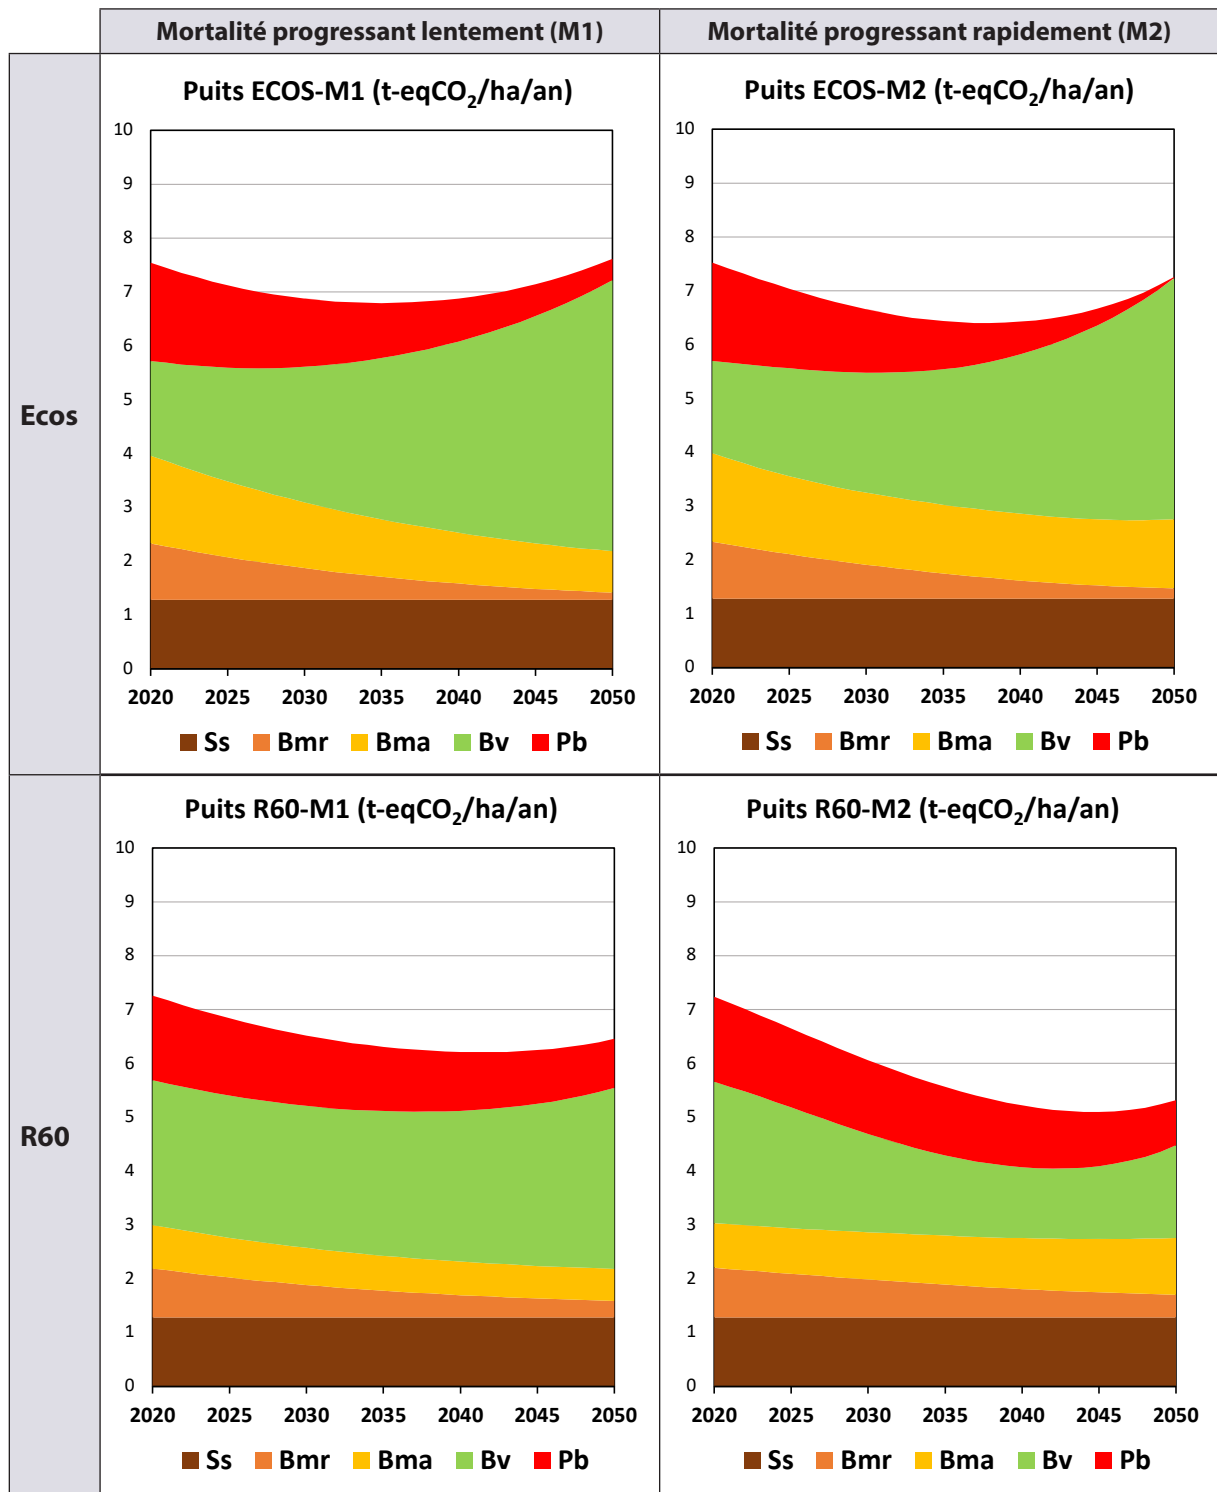 Mortalité progressant lentement (M1)
Mortalité progressant rapidement (M2)
Ecos
Puits ECOS-M1 (t-eqCO₂/ha/an)
10
9
8
7
6
5
4
3
2
1
0
2020 2025 2030 2035 2040 2045 2050
Ss Bmr Bma Bv Pb
Puits ECOS-M2 (t-eqCO₂/ha/an)
10
9
8
7
6
5
4
3
2
1
0
2020 2025 2030 2035 2040 2045 2050
Ss Bmr Bma Bv Pb
R60
Puits R60-M1 (t-eqCO₂/ha/an)
10
9
8
7
6
5
4
3
2
1
0
2020 2025 2030 2035 2040 2045 2050
Ss Bmr Bma Bv Pb
Puits R60-M2 (t-eqCO₂/ha/an)
10
9
8
7
6
5
4
3
2
1
0
2020 2025 2030 2035 2040 2045 2050
Ss Bmr Bma Bv Pb